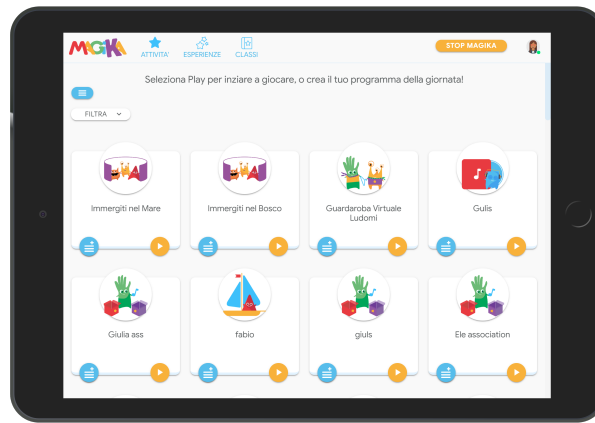 MAGIKA
ATTIVITA'
ESPERIENZE
CLASSI
STOP MAGIKA
Seleziona Play per inziare a giocare, o crea il tuo programma della giornata!
FILTRA
Immergiti nel Mare
Immergiti nel Bosco
Guardaroba Virtuale
Ludomi
Gulis
Giulia ass
fabio
giuls
Ele association